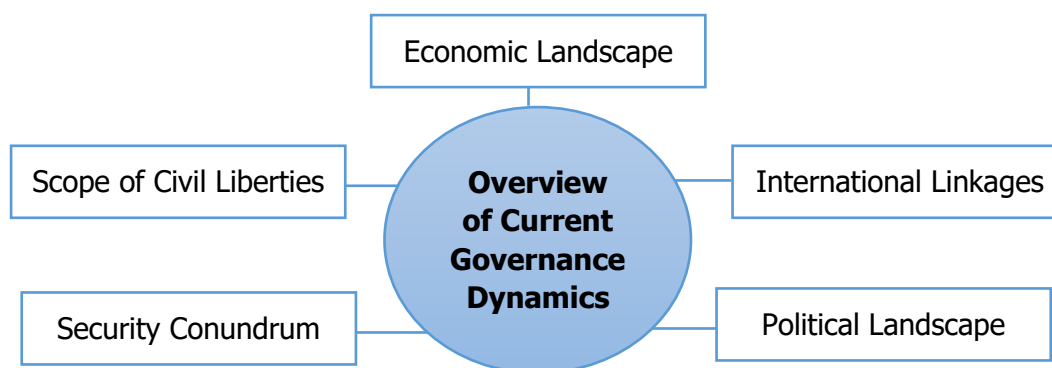 Economic Landscape
Scope of Civil Liberties
International Linkages
Overview
of Current
Governance
Dynamics
Security Conundrum
Political Landscape